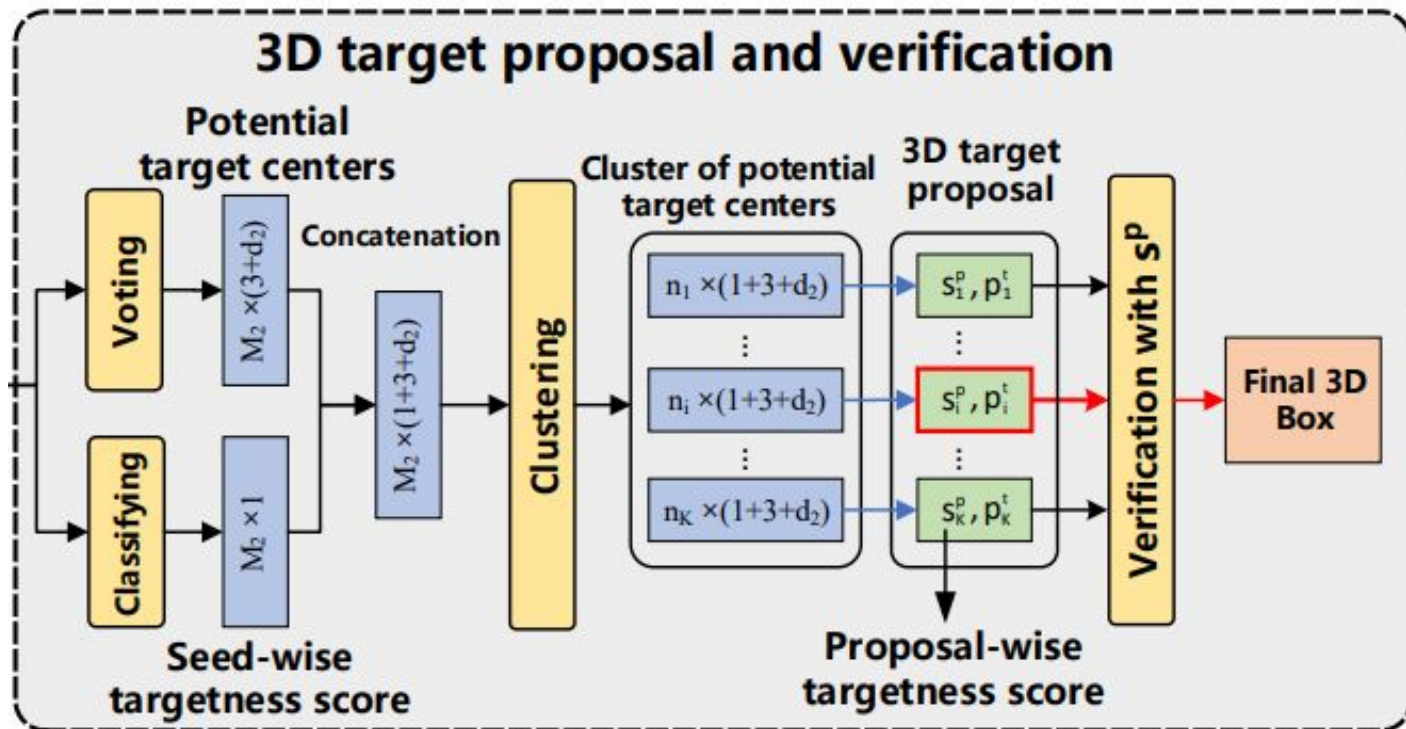 3D target proposal and verification
Potential
target centers
Voting
M₂ ×(3+d₂)
Concatenation
Classifying
M₂ ×1
Seed-wise
targetness score
M₂ ×(1+3+d₂)
Clustering
Cluster of potential
target centers
n₁ ×(1+3+d₂)
⋮
nᵢ ×(1+3+d₂)
⋮
n_K ×(1+3+d₂)
3D target
proposal
s₁ᵖ, p₁ᵗ
⋮
sᵢᵖ, pᵢᵗ
⋮
s_Kᵖ, p_Kᵗ
Proposal-wise
targetness score
Verification with sᵖ
Final 3D
Box